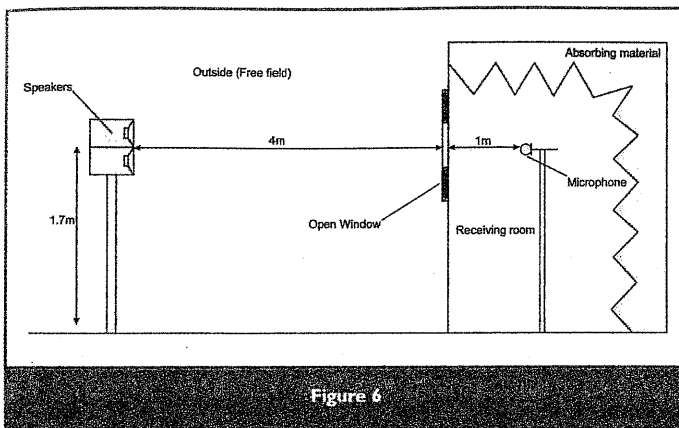 Absorbing material
Outside (Free field)
Speakers
4m
1m
Microphone
1.7m
Open Window
Receiving room
Figure 6